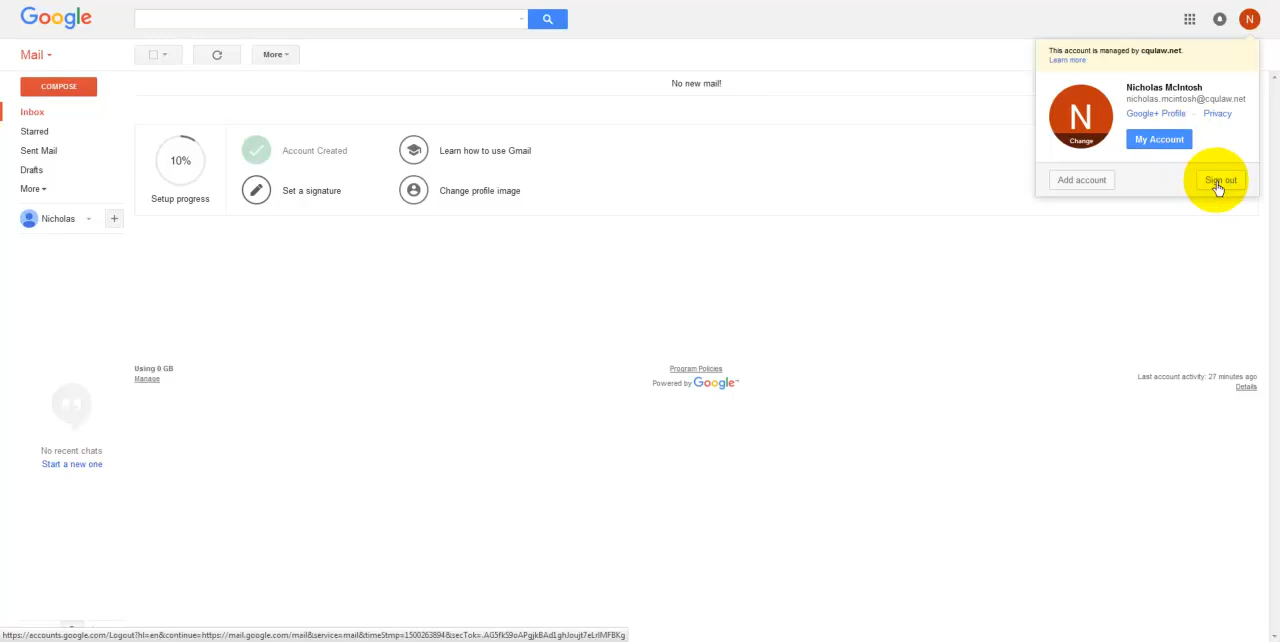 Google
N
Mail
More
COMPOSE
No new mail!
Inbox
Starred
Sent Mail
Drafts
More
Nicholas
+
10%
Setup progress
Account Created
Learn how to use Gmail
Set a signature
Change profile image
This account is managed by cqulaw.net.
Learn more
N
Change
Nicholas McIntosh
nicholas.mcintosh@cqulaw.net
Google+ Profile - Privacy
My Account
Add account
Sign out
Using 0 GB
Manage
Program Policies
Powered by Google™
Last account activity: 27 minutes ago
Details
No recent chats
Start a new one